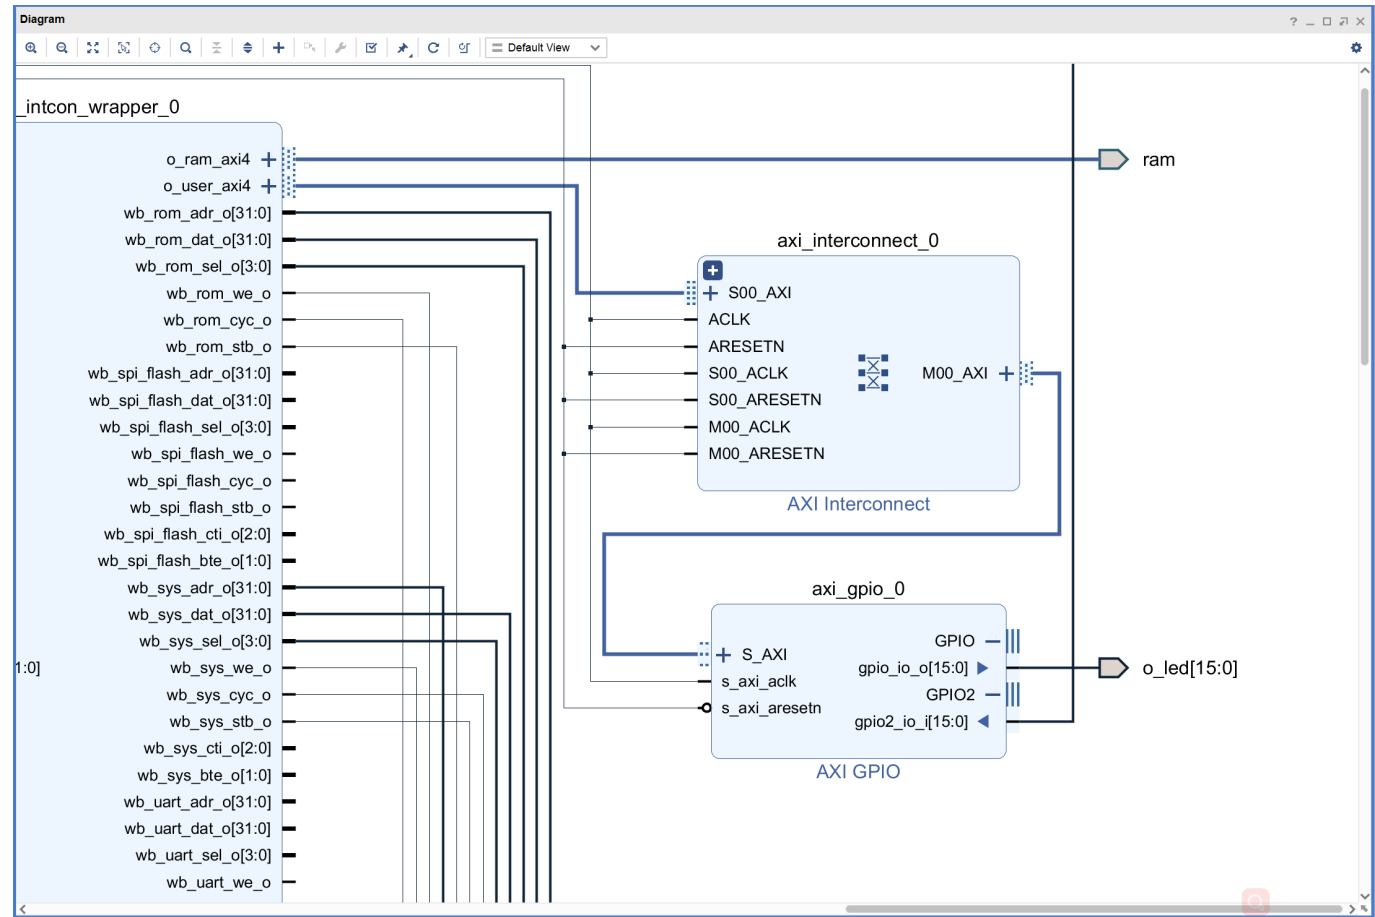 Diagram
Default View
_intcon_wrapper_0
o_ram_axi4
o_user_axi4
wb_rom_adr_o[31:0]
wb_rom_dat_o[31:0]
wb_rom_sel_o[3:0]
wb_rom_we_o
wb_rom_cyc_o
wb_rom_stb_o
wb_spi_flash_adr_o[31:0]
wb_spi_flash_dat_o[31:0]
wb_spi_flash_sel_o[3:0]
wb_spi_flash_we_o
wb_spi_flash_cyc_o
wb_spi_flash_stb_o
wb_spi_flash_cti_o[2:0]
wb_spi_flash_bte_o[1:0]
wb_sys_adr_o[31:0]
wb_sys_dat_o[31:0]
wb_sys_sel_o[3:0]
1:0]
wb_sys_we_o
wb_sys_cyc_o
wb_sys_stb_o
wb_sys_cti_o[2:0]
wb_sys_bte_o[1:0]
wb_uart_adr_o[31:0]
wb_uart_dat_o[31:0]
wb_uart_sel_o[3:0]
wb_uart_we_o
ram
axi_interconnect_0
S00_AXI
ACLK
ARESETN
S00_ACLK
S00_ARESETN
M00_ACLK
M00_ARESETN
M00_AXI
AXI Interconnect
axi_gpio_0
S_AXI
s_axi_aclk
s_axi_aresetn
GPIO
gpio_io_o[15:0]
GPIO2
gpio2_io_i[15:0]
AXI GPIO
o_led[15:0]